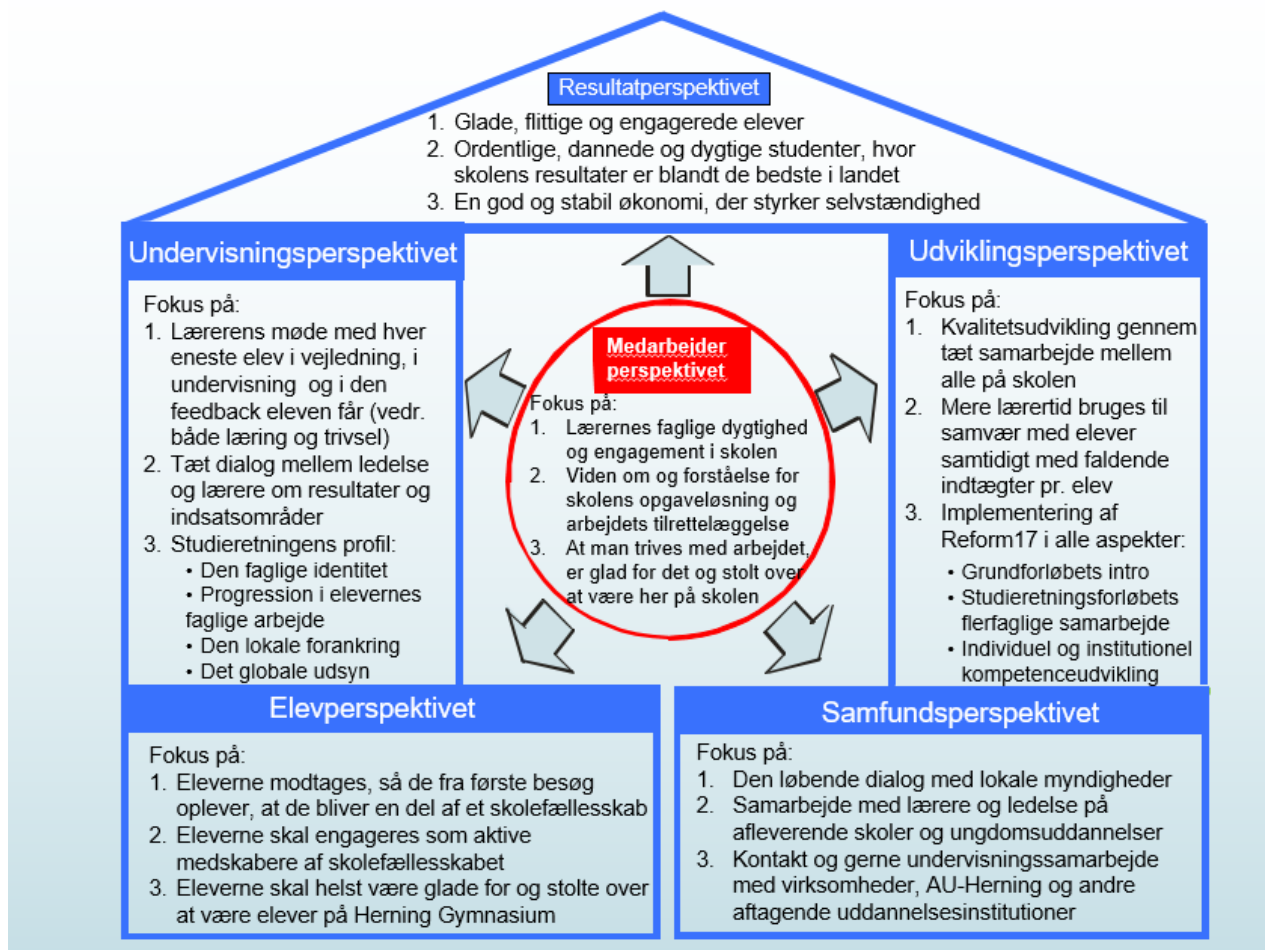 Resultatperspektivet
1. Glade, flittige og engagerede elever
2. Ordentlige, dannede og dygtige studenter, hvor
skolens resultater er blandt de bedste i landet
3. En god og stabil økonomi, der styrker selvstændighed
Undervisningsperspektivet
Fokus på:
1. Lærerens møde med hver
eneste elev i vejledning, i
undervisning og i den
feedback eleven får (vedr.
både læring og trivsel)
2. Tæt dialog mellem ledelse
og lærere om resultater og
indsatsområder
3. Studieretningens profil:
• Den faglige identitet
• Progression i elevernes
faglige arbejde
• Den lokale forankring
• Det globale udsyn
Medarbejder
perspektivet
Fokus på:
1. Lærernes faglige dygtighed
og engagement i skolen
2. Viden om og forståelse for
skolens opgaveløsning og
arbejdets tilrettelæggelse
3. At man trives med arbejdet,
er glad for det og stolt over
at være her på skolen
Udviklingsperspektivet
Fokus på:
1. Kvalitetsudvikling gennem
tæt samarbejde mellem
alle på skolen
2. Mere lærertid bruges til
samvær med elever
samtidigt med faldende
indtægter pr. elev
3. Implementering af
Reform17 i alle aspekter:
• Grundforløbets intro
• Studieretningsforløbets
flerfaglige samarbejde
• Individuel og institutionel
kompetenceudvikling
Elevperspektivet
Fokus på:
1. Eleverne modtages, så de fra første besøg
oplever, at de bliver en del af et skolefællesskab
2. Eleverne skal engageres som aktive
medskabere af skolefællesskabet
3. Eleverne skal helst være glade for og stolte over
at være elever på Herning Gymnasium
Samfundsperspektivet
Fokus på:
1. Den løbende dialog med lokale myndigheder
2. Samarbejde med lærere og ledelse på
afleverende skoler og ungdomsuddannelser
3. Kontakt og gerne undervisningssamarbejde
med virksomheder, AU-Herning og andre
aftagende uddannelsesinstitutioner